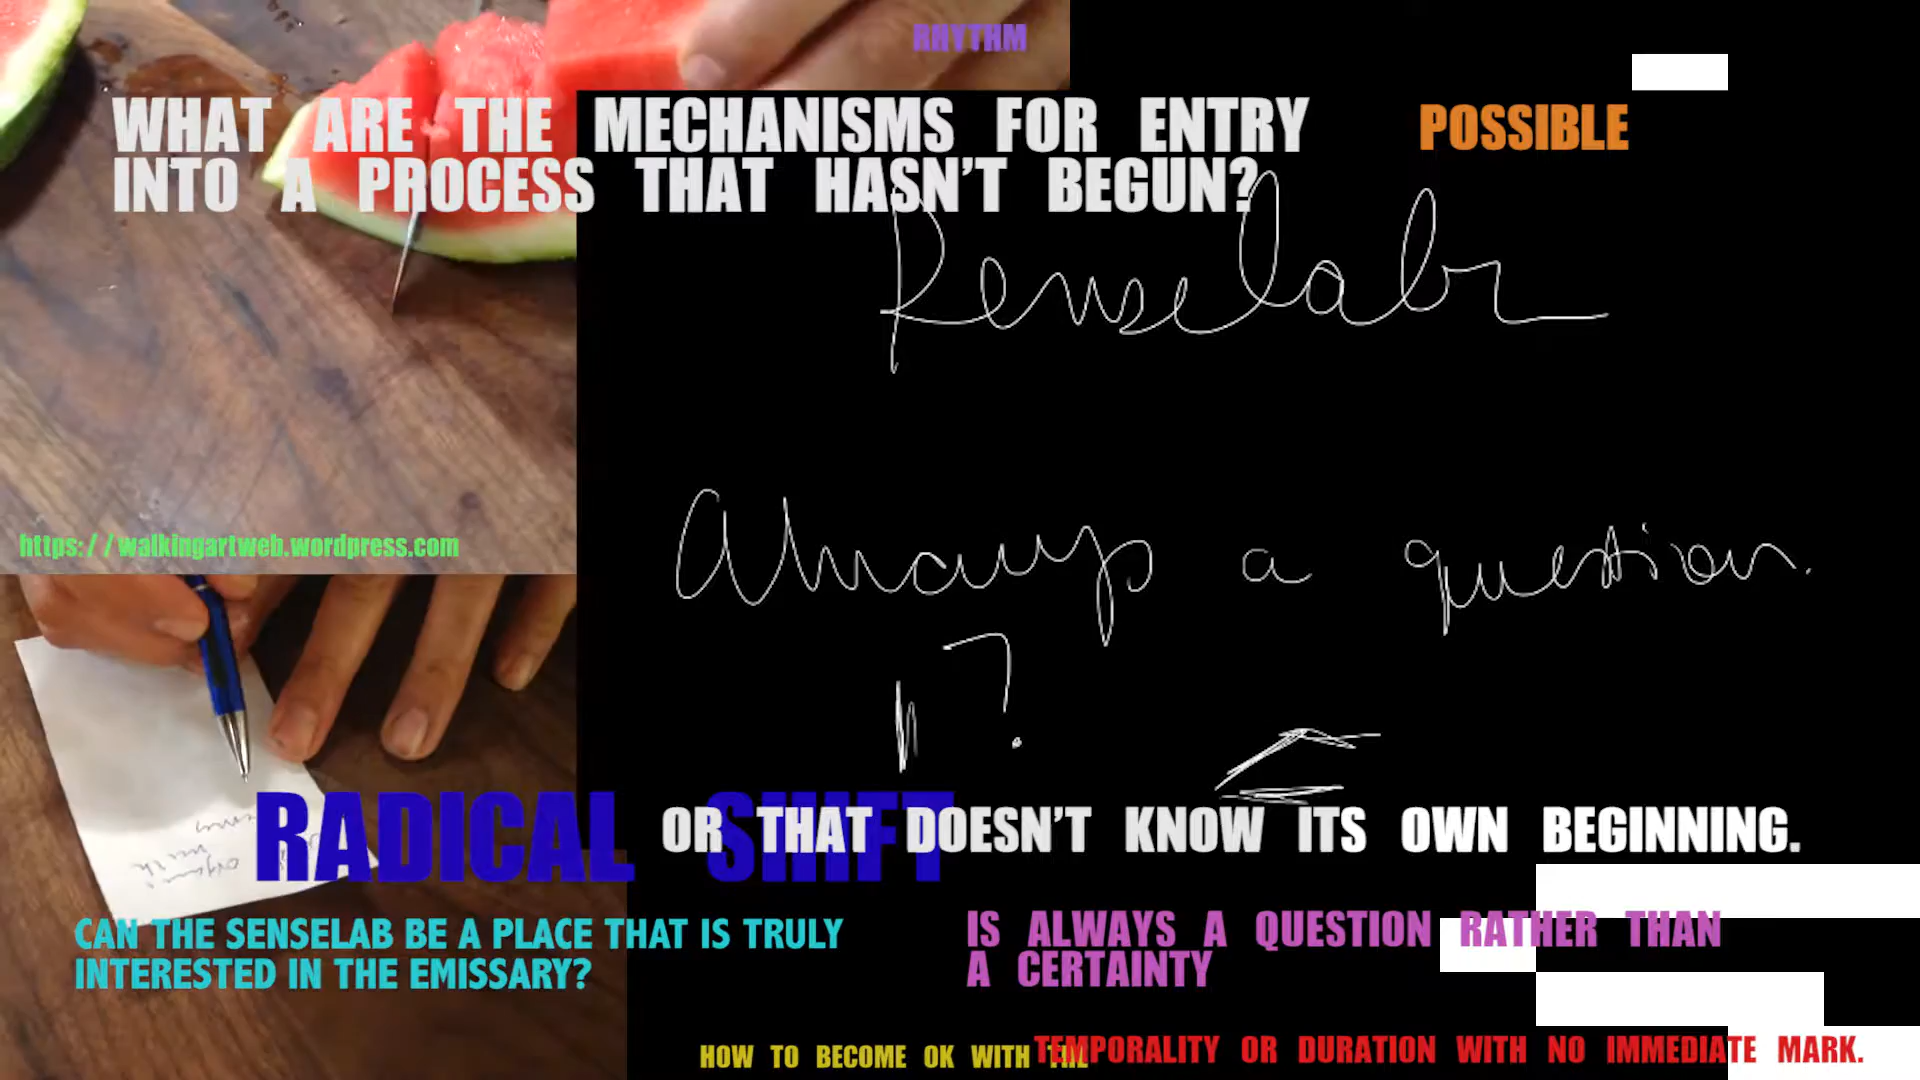 RHYTHM
WHAT ARE THE MECHANISMS FOR ENTRY
INTO A PROCESS THAT HASN'T BEGUN?
POSSIBLE
Senselab
https://walkingartweb.wordpress.com
Always a question.
?
RADICAL SHIFT
OR THAT DOESN'T KNOW ITS OWN BEGINNING.
CAN THE SENSELAB BE A PLACE THAT IS TRULY
INTERESTED IN THE EMISSARY?
IS ALWAYS A QUESTION RATHER THAN
A CERTAINTY
HOW TO BECOME OK WITH
TEMPORALITY OR DURATION WITH NO IMMEDIATE MARK.